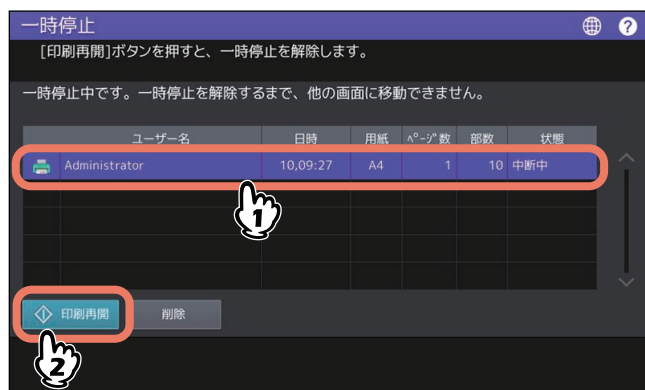 一時停止
[印刷再開]ボタンを押すと、一時停止を解除します。
一時停止中です。一時停止を解除するまで、他の画面に移動できません。
ユーザー名 日時 用紙 ﾍﾟｰｼﾞ数 部数 状態
Administrator 10,09:27 A4 1 10 中断中
1
印刷再開 削除
2